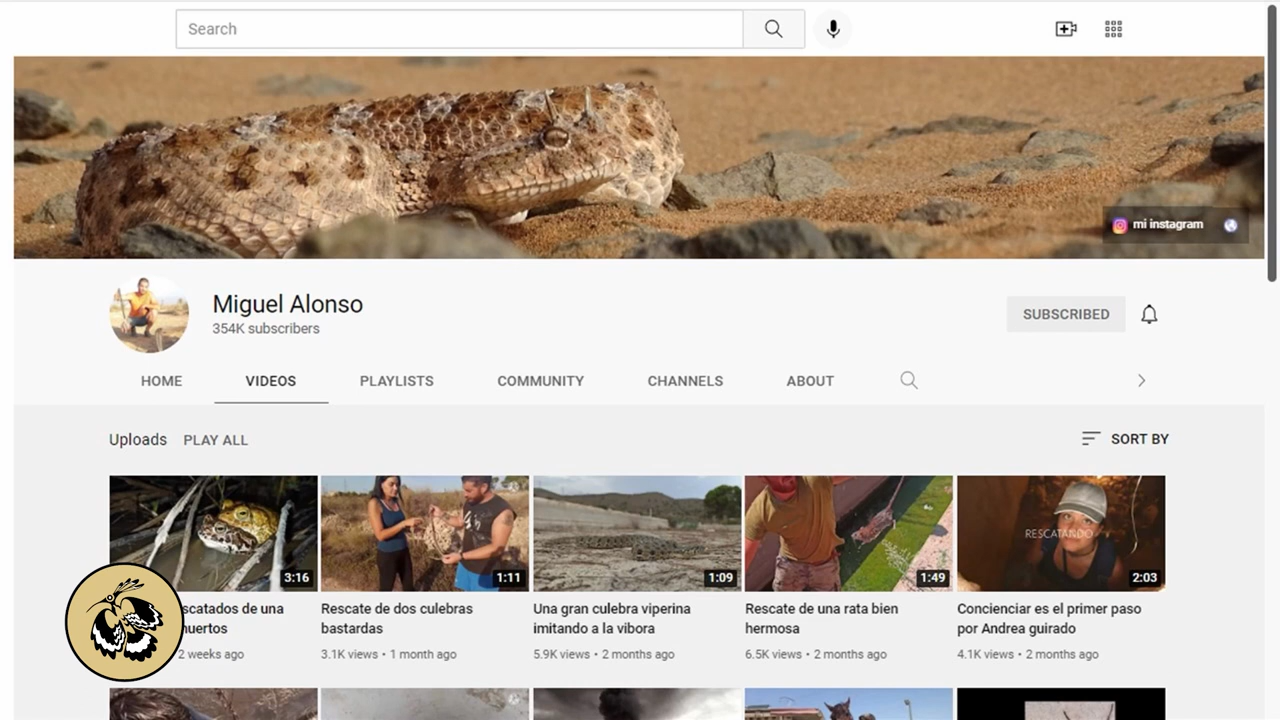 Search
mi instagram
Miguel Alonso
354K subscribers
SUBSCRIBED
HOME VIDEOS PLAYLISTS COMMUNITY CHANNELS ABOUT
Uploads PLAY ALL SORT BY
RESCATANDO
3:16 1:11 1:09 1:49 2:03
scatados de una Rescate de dos culebras Una gran culebra viperina Rescate de una rata bien Concienciar es el primer paso
bastardas imitando a la vibora hermosa por Andrea guirado
2 weeks ago 3.1K views • 1 month ago 5.9K views • 2 months ago 6.5K views • 2 months ago 4.1K views • 2 months ago